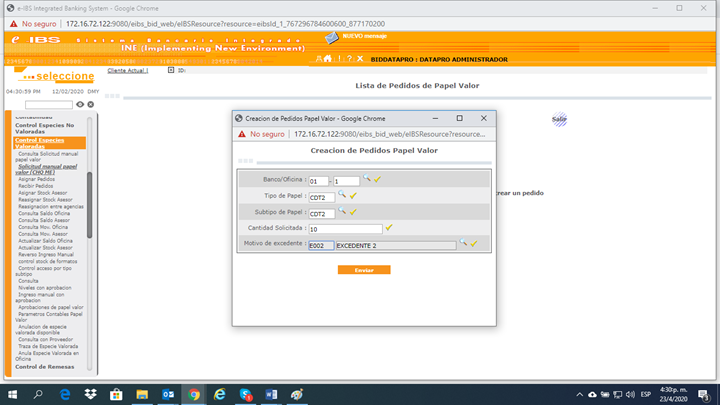 e-IBS Integrated Banking System - Google Chrome
No seguro | 172.16.72.122:9080/eibs_bid_web/eIBSResource?resource=eibsId_1_767296784600600_877170200
e IBS Sistema Bancario Integrado
INE (Implementing New Environment)
NUEVO mensaje
BIDDATAPRO : DATAPRO ADMINISTRADOR
...seleccione
Cliente Actual | ID:
04:30:59 PM 12/02/2020 DMY
Lista de Pedidos de Papel Valor
Salir
Contabilidad
Control Especies No Valoradas
Control Especies Valoradas
Consulta Solicitud manual papel valor
Solicitud manual papel valor (CHQ ME)
Asignar Pedidos
Recibir Pedidos
Asignar Stock Asesor
Reasignar Stock Asesor
Reasignacion entre agencias
Consulta Saldo Oficina
Consulta Saldo Asesor
Consulta Mov. Oficina
Consulta Mov. Asesor
Actualizar Saldo Oficina
Actualizar Stock Asesor
Reverso Ingreso Manual
control stock de formatos
Control acceso por tipo subtipo
Consulta
Niveles con aprobacion
Ingreso manual con aprobacion
Aprobaciones de papel valor
Parametros Contables Papel Valor
Anulacion de especie valorada disponible
Consulta con Proveedor
Traza de Especie Valorada
Anula Especie Valorada en Oficina
Control de Remesas
Creacion de Pedidos Papel Valor - Google Chrome
No seguro | 172.16.72.122:9080/eibs_bid_web/eIBSResource?resource...
Creacion de Pedidos Papel Valor
Banco/Oficina : 01 - 1
Tipo de Papel : CDT2
Subtipo de Papel : CDT2
Cantidad Solicitada : 10
Motivo de excedente : E002 EXCEDENTE 2
Enviar
rear un pedido
ESP
4:30 p. m.
23/4/2020